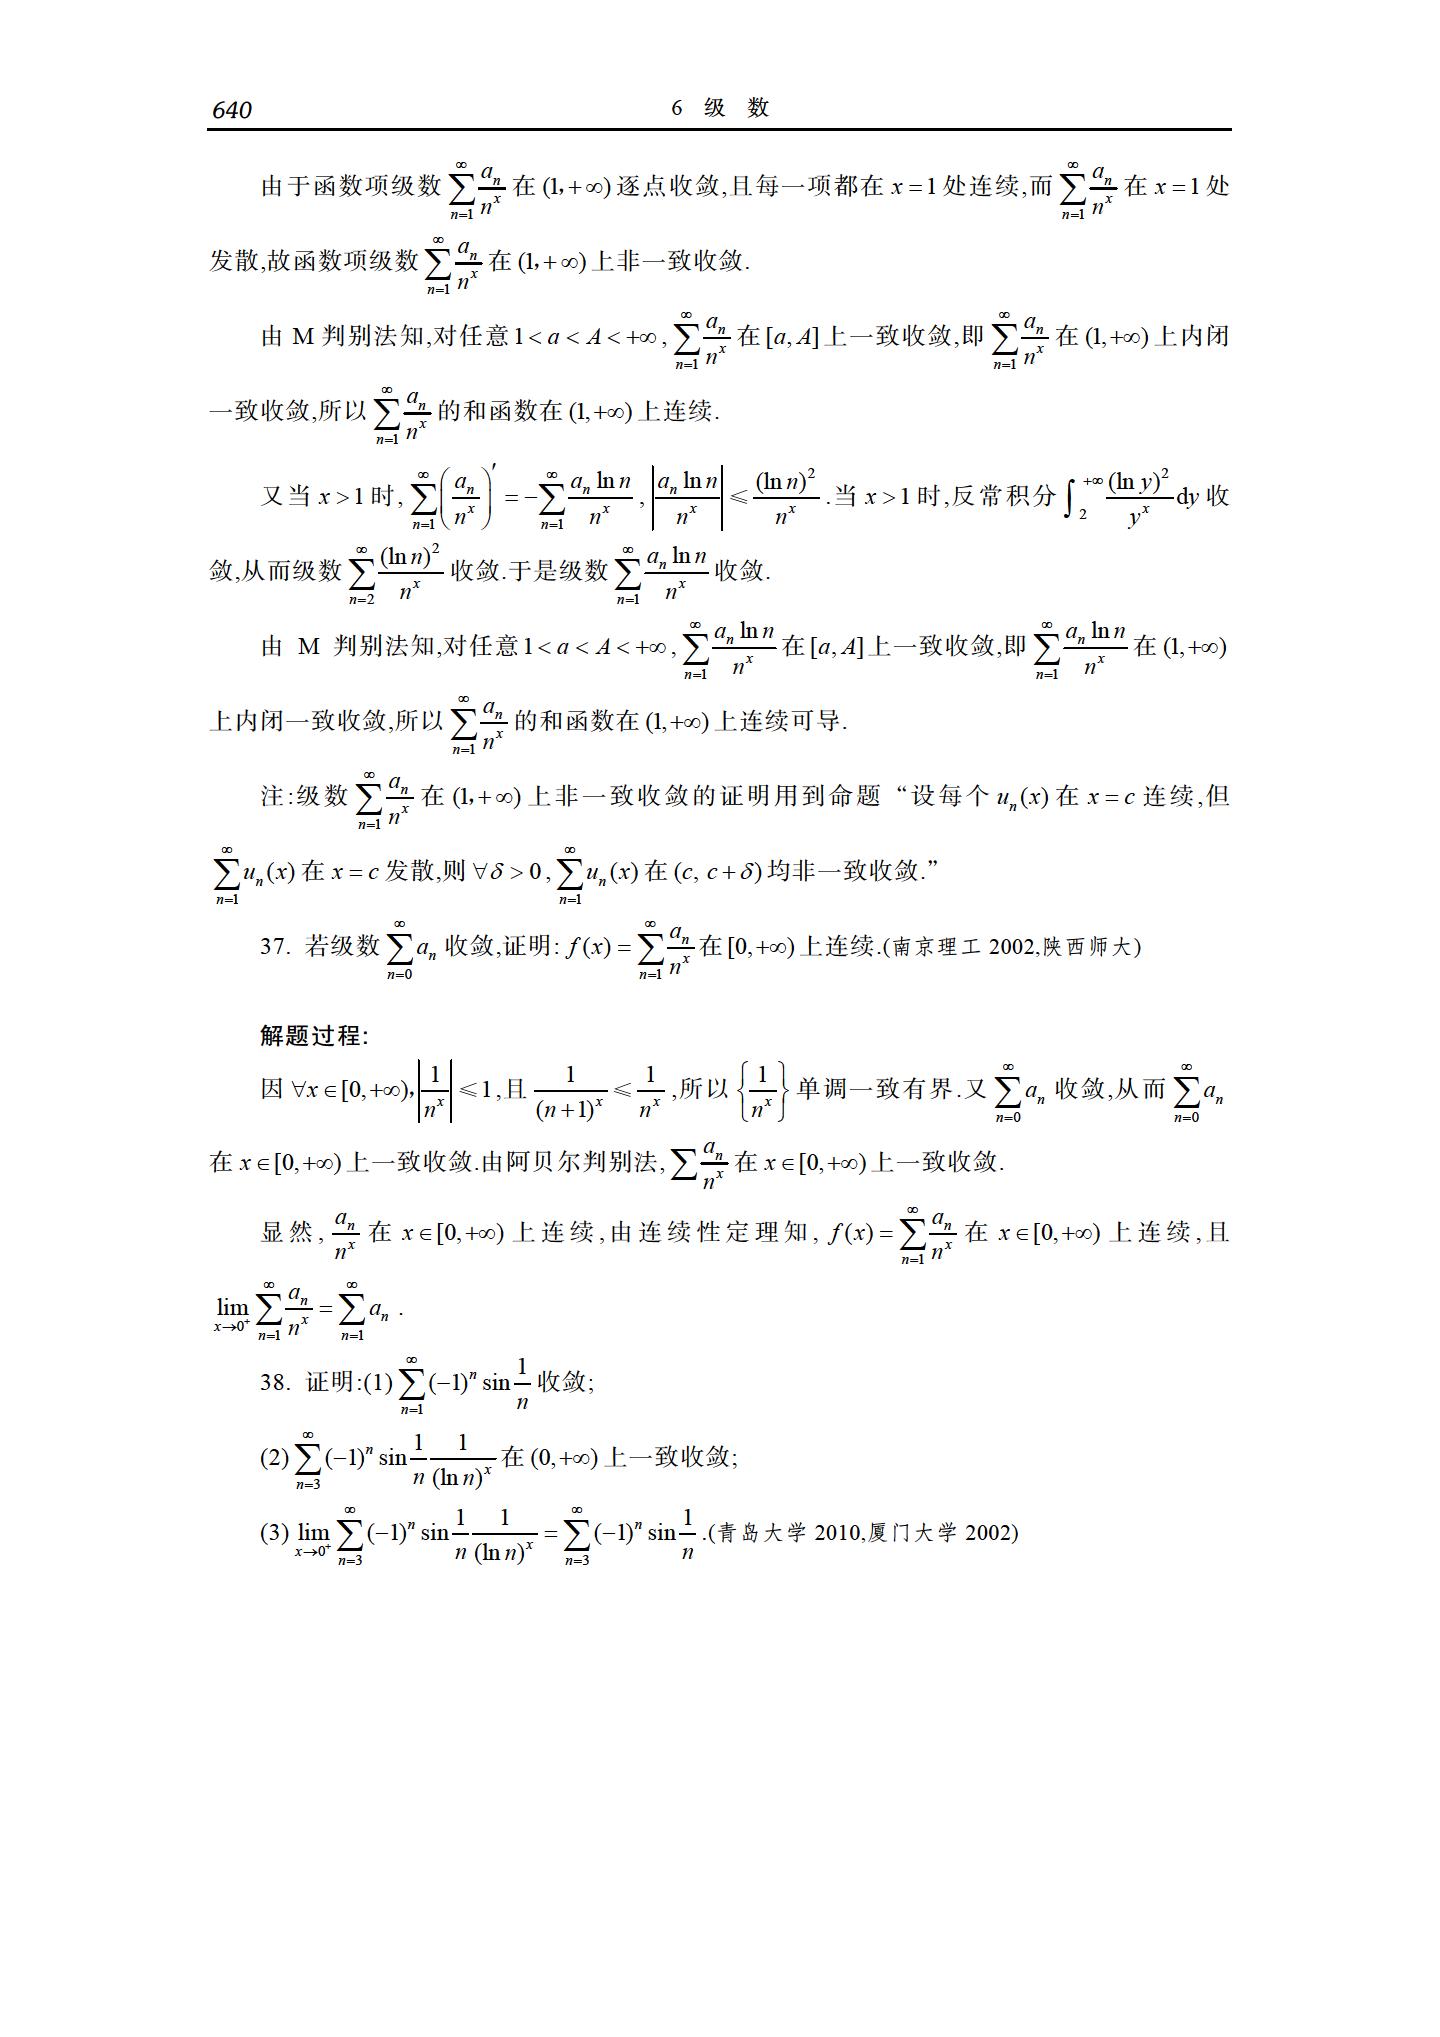 640
6 级 数
由于函数项级数 $\sum_{n=1}^{\infty}\frac{a_n}{n^x}$ 在 $(1,+\infty)$ 逐点收敛,且每一项都在 $x=1$ 处连续,而 $\sum_{n=1}^{\infty}\frac{a_n}{n^x}$ 在 $x=1$ 处
发散,故函数项级数 $\sum_{n=1}^{\infty}\frac{a_n}{n^x}$ 在 $(1,+\infty)$ 上非一致收敛.
由 M 判别法知,对任意 $1<a<A<+\infty$, $\sum_{n=1}^{\infty}\frac{a_n}{n^x}$ 在 $[a,A]$ 上一致收敛,即 $\sum_{n=1}^{\infty}\frac{a_n}{n^x}$ 在 $(1,+\infty)$ 上内闭
一致收敛,所以 $\sum_{n=1}^{\infty}\frac{a_n}{n^x}$ 的和函数在 $(1,+\infty)$ 上连续.
又当 $x>1$ 时, $\sum_{n=1}^{\infty}\left(\frac{a_n}{n^x}\right)'=-\sum_{n=1}^{\infty}\frac{a_n\ln n}{n^x}$, $\left|\frac{a_n\ln n}{n^x}\right|\leqslant\frac{(\ln n)^2}{n^x}$.当 $x>1$ 时,反常积分 $\int_2^{+\infty}\frac{(\ln y)^2}{y^x}\mathrm{d}y$ 收
敛,从而级数 $\sum_{n=2}^{\infty}\frac{(\ln n)^2}{n^x}$ 收敛.于是级数 $\sum_{n=1}^{\infty}\frac{a_n\ln n}{n^x}$ 收敛.
由 M 判别法知,对任意 $1<a<A<+\infty$, $\sum_{n=1}^{\infty}\frac{a_n\ln n}{n^x}$ 在 $[a,A]$ 上一致收敛,即 $\sum_{n=1}^{\infty}\frac{a_n\ln n}{n^x}$ 在 $(1,+\infty)$
上内闭一致收敛,所以 $\sum_{n=1}^{\infty}\frac{a_n}{n^x}$ 的和函数在 $(1,+\infty)$ 上连续可导.
注:级数 $\sum_{n=1}^{\infty}\frac{a_n}{n^x}$ 在 $(1,+\infty)$ 上非一致收敛的证明用到命题“设每个 $u_n(x)$ 在 $x=c$ 连续,但
$\sum_{n=1}^{\infty}u_n(x)$ 在 $x=c$ 发散,则 $\forall\delta>0$, $\sum_{n=1}^{\infty}u_n(x)$ 在 $(c,c+\delta)$ 均非一致收敛.”
37. 若级数 $\sum_{n=0}^{\infty}a_n$ 收敛,证明: $f(x)=\sum_{n=1}^{\infty}\frac{a_n}{n^x}$ 在 $[0,+\infty)$ 上连续.(南京理工 2002,陕西师大)
解题过程:
因 $\forall x\in[0,+\infty)$, $\left|\frac{1}{n^x}\right|\leqslant 1$,且 $\frac{1}{(n+1)^x}\leqslant\frac{1}{n^x}$,所以 $\left\{\frac{1}{n^x}\right\}$ 单调一致有界.又 $\sum_{n=0}^{\infty}a_n$ 收敛,从而 $\sum_{n=0}^{\infty}a_n$
在 $x\in[0,+\infty)$ 上一致收敛.由阿贝尔判别法, $\sum\frac{a_n}{n^x}$ 在 $x\in[0,+\infty)$ 上一致收敛.
显然, $\frac{a_n}{n^x}$ 在 $x\in[0,+\infty)$ 上连续,由连续性定理知, $f(x)=\sum_{n=1}^{\infty}\frac{a_n}{n^x}$ 在 $x\in[0,+\infty)$ 上连续,且
$\lim_{x\to 0^+}\sum_{n=1}^{\infty}\frac{a_n}{n^x}=\sum_{n=1}^{\infty}a_n$ .
38. 证明:(1) $\sum_{n=1}^{\infty}(-1)^n\sin\frac{1}{n}$ 收敛;
(2) $\sum_{n=3}^{\infty}(-1)^n\sin\frac{1}{n}\frac{1}{(\ln n)^x}$ 在 $(0,+\infty)$ 上一致收敛;
(3) $\lim_{x\to 0^+}\sum_{n=3}^{\infty}(-1)^n\sin\frac{1}{n}\frac{1}{(\ln n)^x}=\sum_{n=3}^{\infty}(-1)^n\sin\frac{1}{n}$ .(青岛大学 2010,厦门大学 2002)